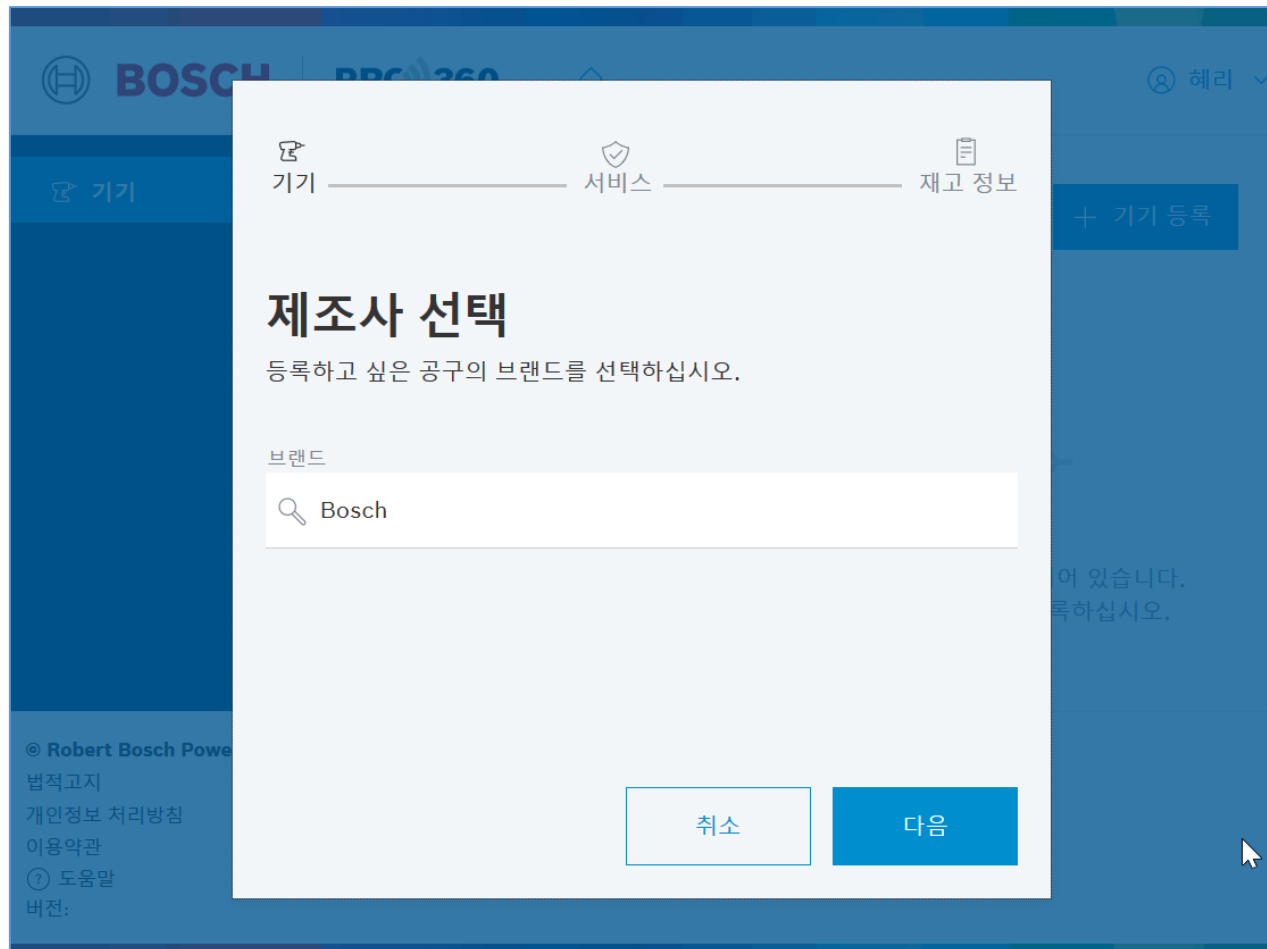 BOSCH
360
혜리
기기
기기
서비스
재고 정보
+ 기기 등록
제조사 선택
등록하고 싶은 공구의 브랜드를 선택하십시오.
브랜드
Bosch
어 있습니다.
록하십시오.
© Robert Bosch Powe
법적고지
개인정보 처리방침
이용약관
? 도움말
버전:
취소
다음